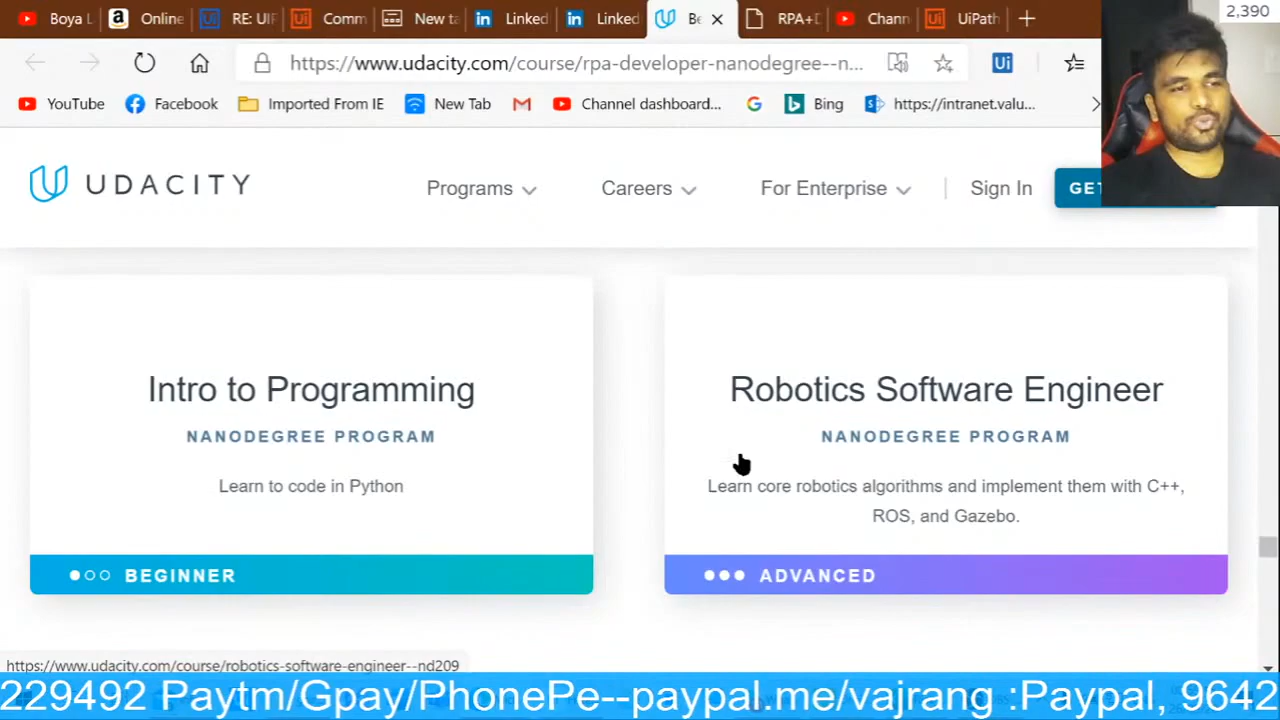 Boya L
Online
RE: UIF
Comm
New ta
Linked
Linked
Be
RPA+D
Chann
UiPath
2,390
https://www.udacity.com/course/rpa-developer-nanodegree--n...
YouTube
Facebook
Imported From IE
New Tab
Channel dashboard...
Bing
https://intranet.valu...
UDACITY
Programs
Careers
For Enterprise
Sign In
GET
Intro to Programming
NANODEGREE PROGRAM
Learn to code in Python
BEGINNER
Robotics Software Engineer
NANODEGREE PROGRAM
Learn core robotics algorithms and implement them with C++,
ROS, and Gazebo.
ADVANCED
https://www.udacity.com/course/robotics-software-engineer--nd209
229492 Paytm/Gpay/PhonePe--paypal.me/vajrang :Paypal, 9642